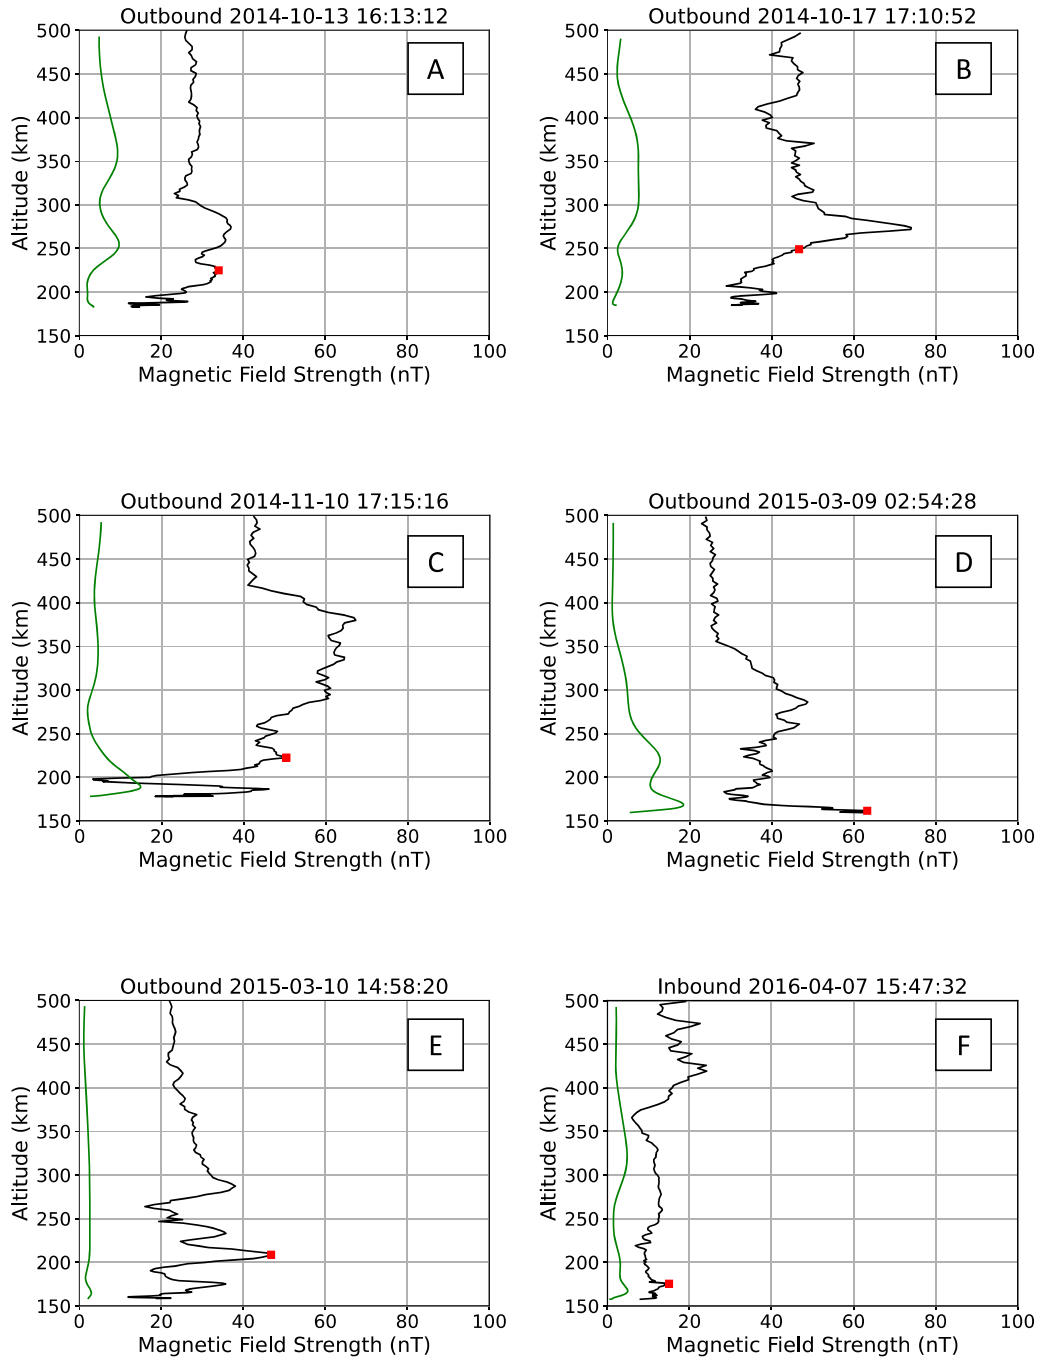 Outbound 2014-10-13 16:13:12
A
500
450
400
350
300
250
200
150
Altitude (km)
0 20 40 60 80 100
Magnetic Field Strength (nT)
Outbound 2014-10-17 17:10:52
B
500
450
400
350
300
250
200
150
Altitude (km)
0 20 40 60 80 100
Magnetic Field Strength (nT)
Outbound 2014-11-10 17:15:16
C
500
450
400
350
300
250
200
150
Altitude (km)
0 20 40 60 80 100
Magnetic Field Strength (nT)
Outbound 2015-03-09 02:54:28
D
500
450
400
350
300
250
200
150
Altitude (km)
0 20 40 60 80 100
Magnetic Field Strength (nT)
Outbound 2015-03-10 14:58:20
E
500
450
400
350
300
250
200
150
Altitude (km)
0 20 40 60 80 100
Magnetic Field Strength (nT)
Inbound 2016-04-07 15:47:32
F
500
450
400
350
300
250
200
150
Altitude (km)
0 20 40 60 80 100
Magnetic Field Strength (nT)